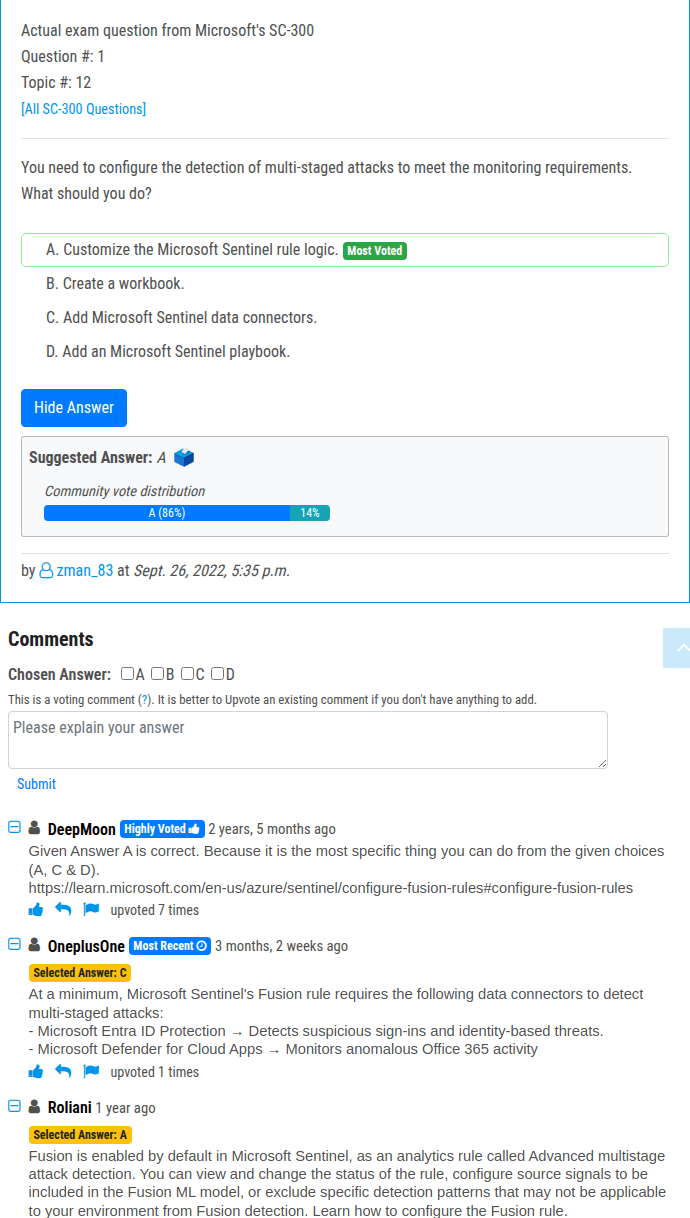 Actual exam question from Microsoft's SC-300
Question #: 1
Topic #: 12
[All SC-300 Questions]
You need to configure the detection of multi-staged attacks to meet the monitoring requirements.
What should you do?
A. Customize the Microsoft Sentinel rule logic. Most Voted
B. Create a workbook.
C. Add Microsoft Sentinel data connectors.
D. Add an Microsoft Sentinel playbook.
Hide Answer
Suggested Answer: A
Community vote distribution
A (86%) 14%
by zman_83 at Sept. 26, 2022, 5:35 p.m.
Comments
Chosen Answer: A B C D
This is a voting comment (?). It is better to Upvote an existing comment if you don't have anything to add.
Please explain your answer
Submit
DeepMoon Highly Voted 2 years, 5 months ago
Given Answer A is correct. Because it is the most specific thing you can do from the given choices
(A, C & D).
https://learn.microsoft.com/en-us/azure/sentinel/configure-fusion-rules#configure-fusion-rules
upvoted 7 times
OneplusOne Most Recent 3 months, 2 weeks ago
Selected Answer: C
At a minimum, Microsoft Sentinel's Fusion rule requires the following data connectors to detect
multi-staged attacks:
- Microsoft Entra ID Protection → Detects suspicious sign-ins and identity-based threats.
- Microsoft Defender for Cloud Apps → Monitors anomalous Office 365 activity
upvoted 1 times
Roliani 1 year ago
Selected Answer: A
Fusion is enabled by default in Microsoft Sentinel, as an analytics rule called Advanced multistage
attack detection. You can view and change the status of the rule, configure source signals to be
included in the Fusion ML model, or exclude specific detection patterns that may not be applicable
to your environment from Fusion detection. Learn how to configure the Fusion rule.